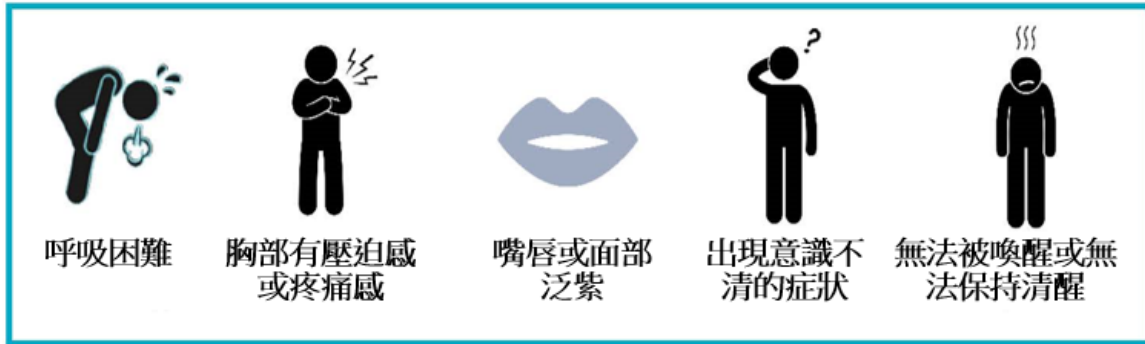 ?
呼吸困難
胸部有壓迫感
或疼痛感
嘴唇或面部
泛紫
出現意識不
清的症狀
無法被喚醒或無
法保持清醒